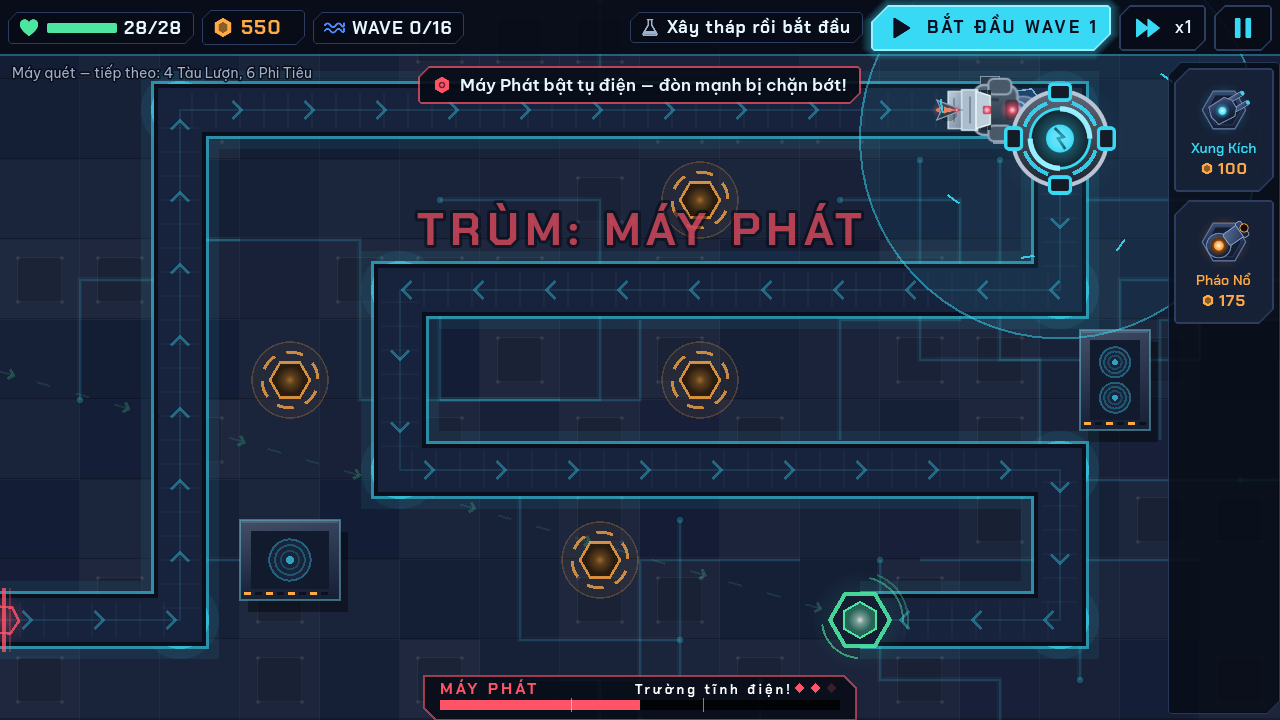 28/28
550
WAVE 0/16
Xây tháp rồi bắt đầu
BẮT ĐẦU WAVE 1
x1
Máy quét — tiếp theo: 4 Tàu Lượn, 6 Phi Tiêu
Máy Phát bật tụ điện — đòn mạnh bị chặn bớt!
Xung Kích
100
TRÙM: MÁY PHÁT
Pháo Nổ
175
MÁY PHÁT
Trường tĩnh điện!